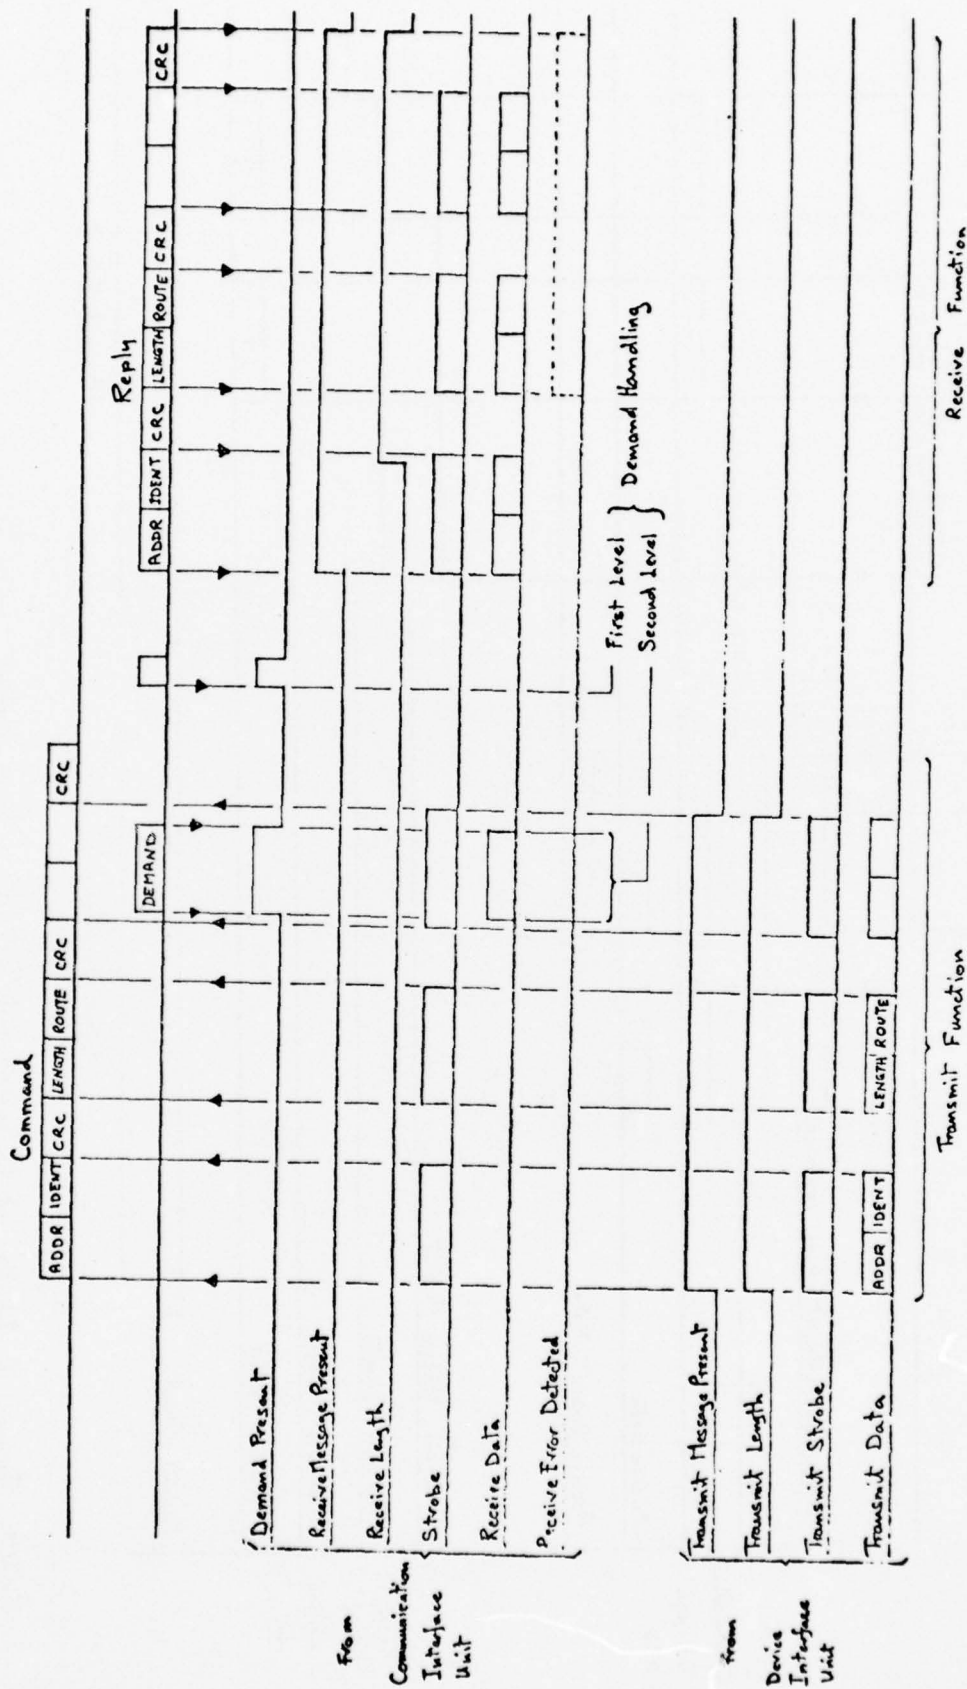 Command
ADDR IDENT CRC LENGTH ROUTE CRC CRC
Reply
DEMAND ADDR IDENT CRC LENGTH ROUTE CRC CRC
From Communication Interface Unit
Demand Present
Receive Message Present
Receive Length
Strobe
Receive Data
Receive Error Detected
First Level
Second Level
Demand Handling
From Device Interface Unit
Transmit Message Present
Transmit Length
Transmit Strobe
Transmit Data
ADDR IDENT LENGTH ROUTE
Transmit Function
Receive Function